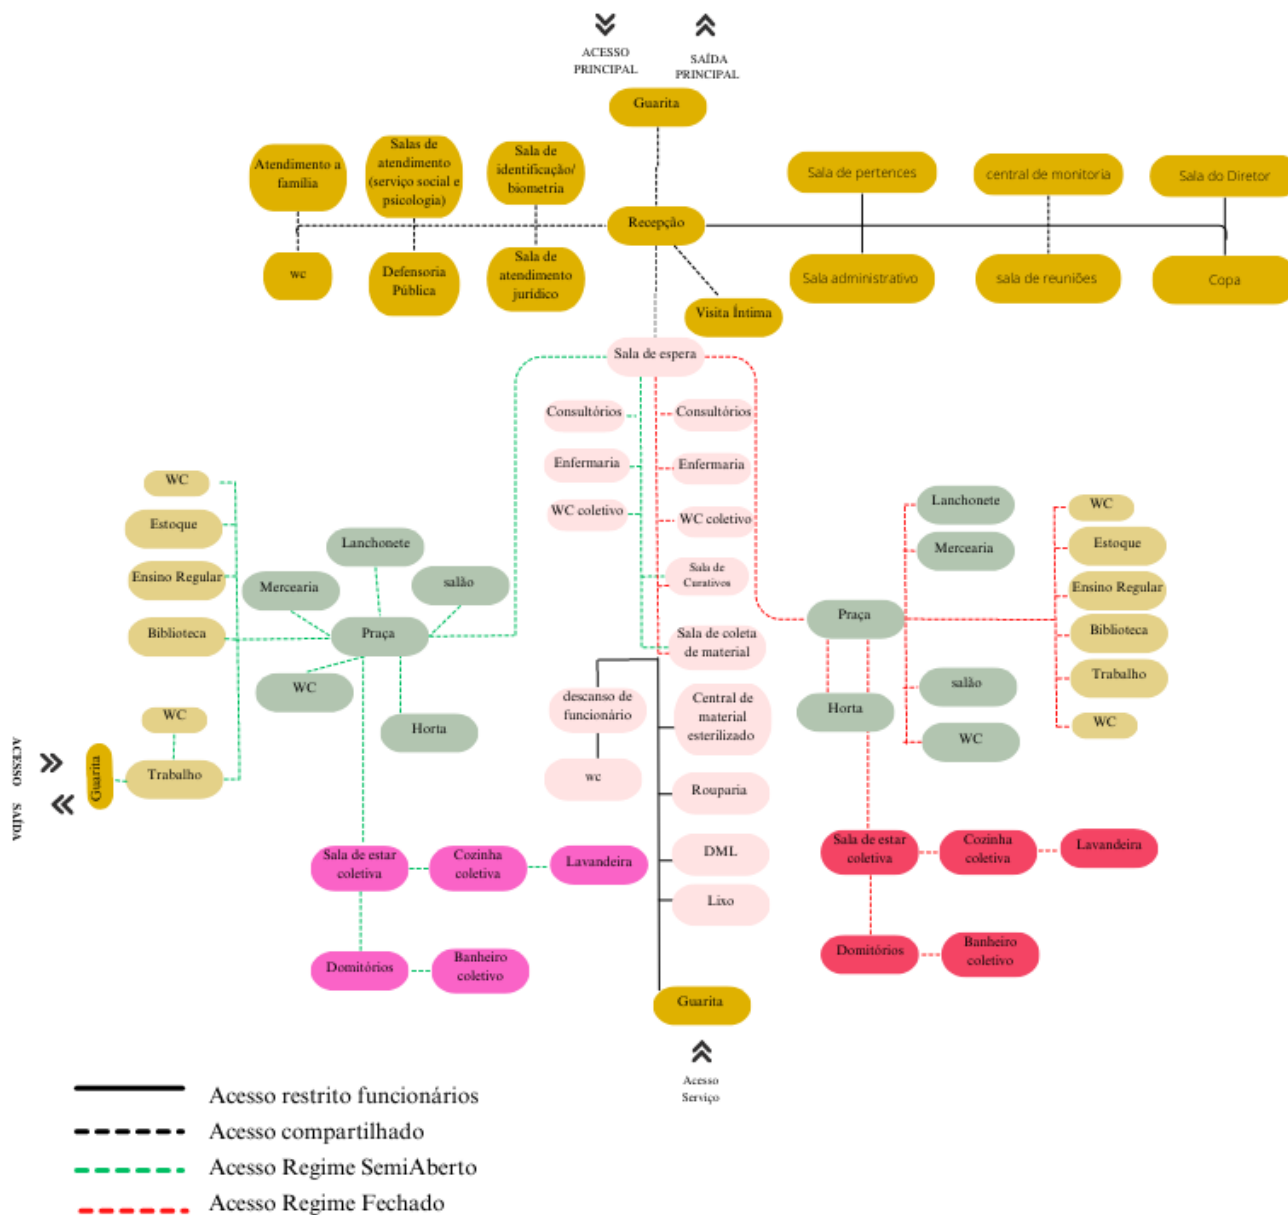 ACESSO
PRINCIPAL
SAÍDA
PRINCIPAL
Guarita
Atendimento a
família
Salas de
atendimento
(serviço social e
psicologia)
Sala de
identificação/
biometria
Sala de pertences
central de monitoria
Sala do Diretor
Recepção
wc
Defensoria
Pública
Sala de
atendimento
jurídico
Sala administrativo
sala de reuniões
Copa
Visita Íntima
Sala de espera
Consultórios
Consultórios
Enfermaria
Enfermaria
WC coletivo
WC coletivo
Sala de
Curativos
Sala de coleta
de material
WC
Estoque
Ensino Regular
Biblioteca
WC
Trabalho
Guarita
ACESSO
SAÍDA
Lanchonete
Mercearia
salão
Praça
WC
Horta
descanso de
funcionário
wc
Central de
material
esterilizado
Rouparia
DML
Lixo
Guarita
Acesso
Serviço
Lanchonete
Mercearia
Praça
Horta
salão
WC
WC
Estoque
Ensino Regular
Biblioteca
Trabalho
WC
Sala de estar
coletiva
Cozinha
coletiva
Lavandeira
Domitórios
Banheiro
coletivo
Sala de estar
coletiva
Cozinha
coletiva
Lavandeira
Domitórios
Banheiro
coletivo
Acesso restrito funcionários
Acesso compartilhado
Acesso Regime SemiAberto
Acesso Regime Fechado